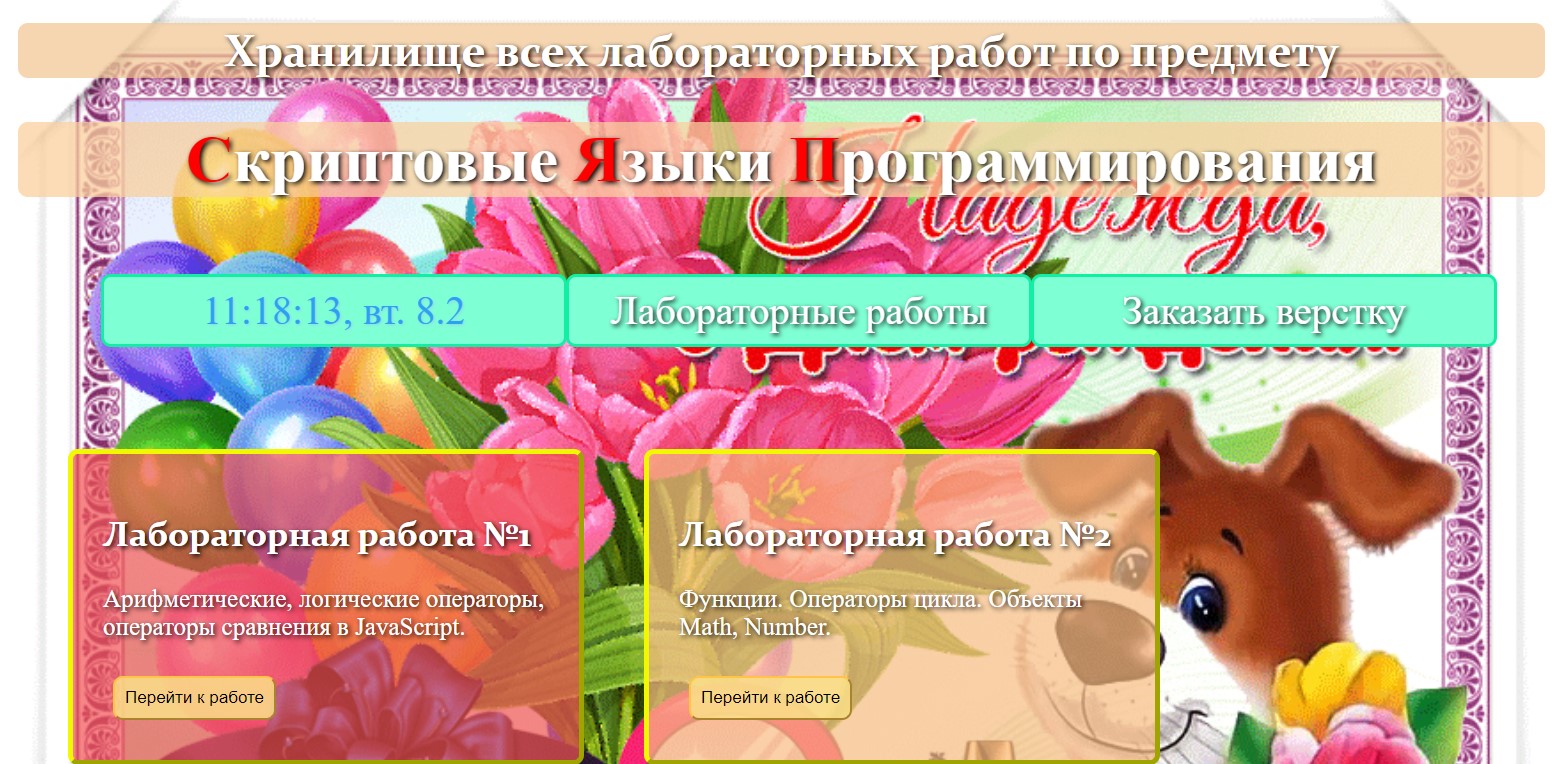 Хранилище всех лабораторных работ по предмету
Скриптовые Языки Программирования
Надежда,
11:18:13, вт. 8.2
Лабораторные работы
Заказать верстку
Лабораторная работа №1
Арифметические, логические операторы,
операторы сравнения в JavaScript.
Перейти к работе
Лабораторная работа №2
Функции. Операторы цикла. Объекты
Math, Number.
Перейти к работе